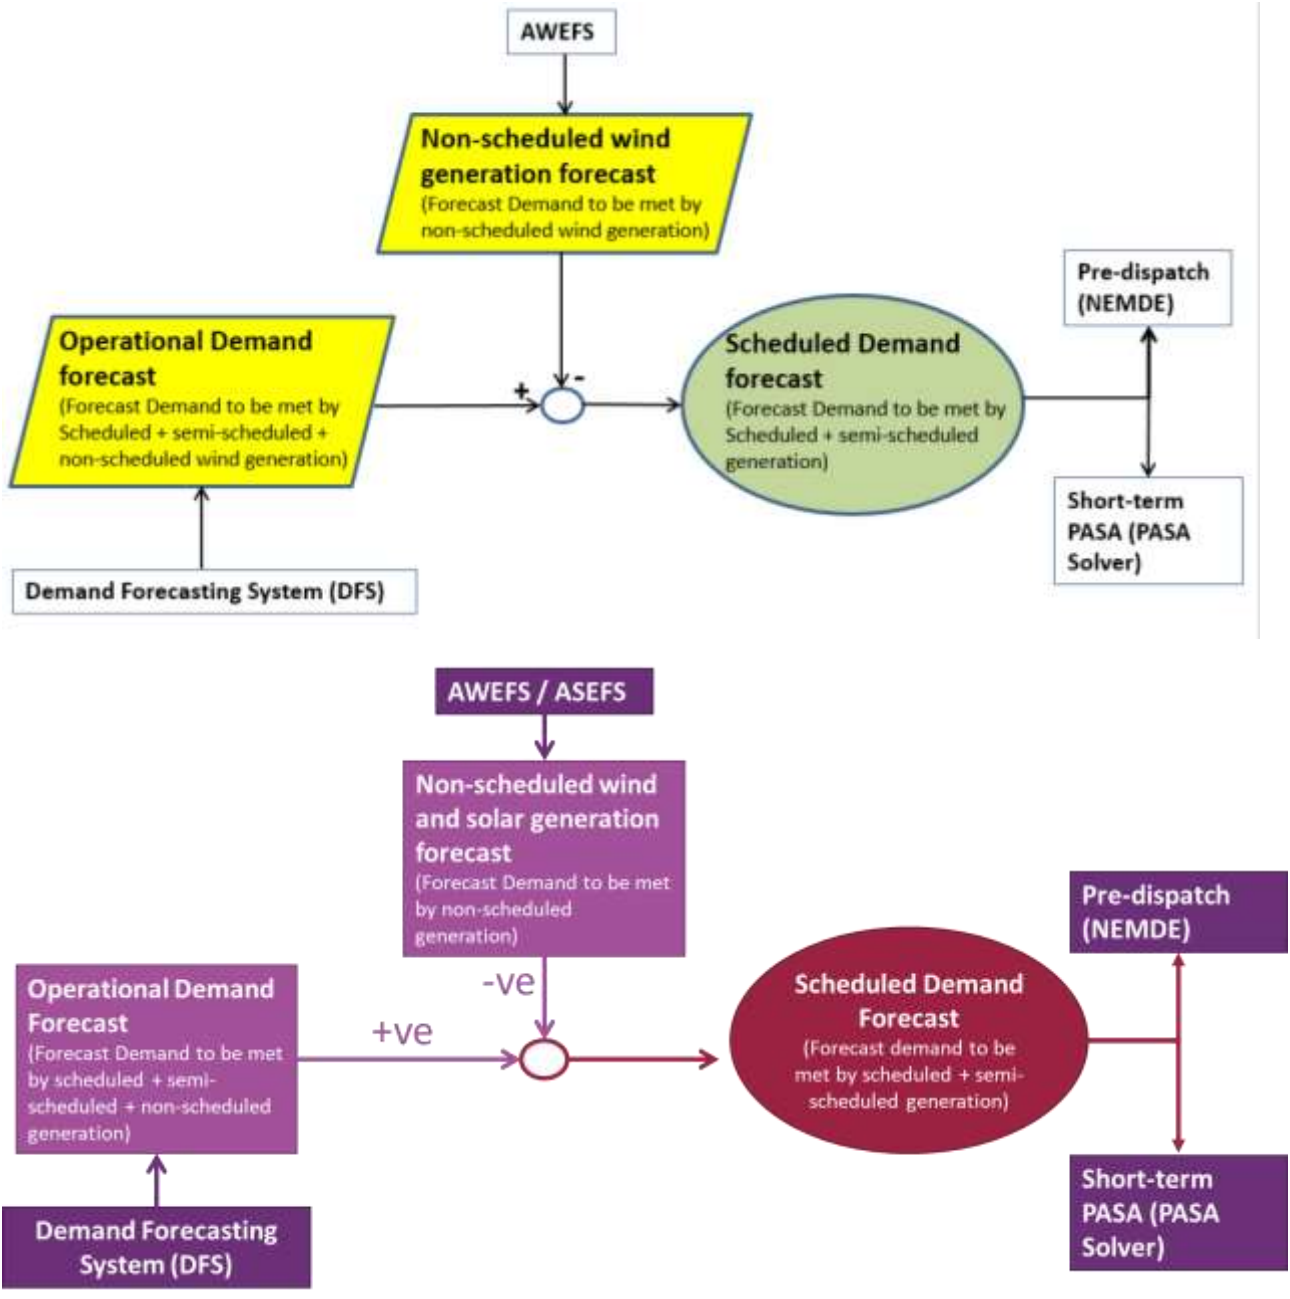 AWEFS
Non-scheduled wind
generation forecast
(Forecast Demand to be met by
non-scheduled wind generation)
Operational Demand
forecast
(Forecast Demand to be met by
Scheduled + semi-scheduled +
non-scheduled wind generation)
+
-
Scheduled Demand
forecast
(Forecast Demand to be met by
Scheduled + semi-scheduled
generation)
Pre-dispatch
(NEMDE)
Short-term
PASA (PASA
Solver)
Demand Forecasting System (DFS)
AWEFS / ASEFS
Non-scheduled wind
and solar generation
forecast
(Forecast Demand to be met
by non-scheduled
generation)
-ve
+ve
Operational Demand
Forecast
(Forecast Demand to be met
by scheduled + semi-
scheduled + non-scheduled
generation)
Scheduled Demand
Forecast
(Forecast demand to be
met by scheduled + semi-
scheduled generation)
Pre-dispatch
(NEMDE)
Short-term
PASA (PASA
Solver)
Demand Forecasting
System (DFS)